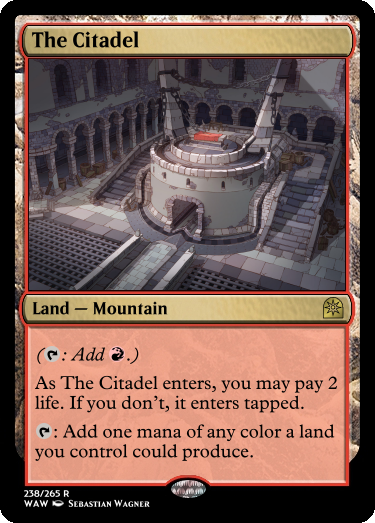 The Citadel
Land — Mountain
(T: Add R.)
As The Citadel enters, you may pay 2
life. If you don't, it enters tapped.
: Add one mana of any color a land
you control could produce.
238/265 R
WAW Sebastian Wagner